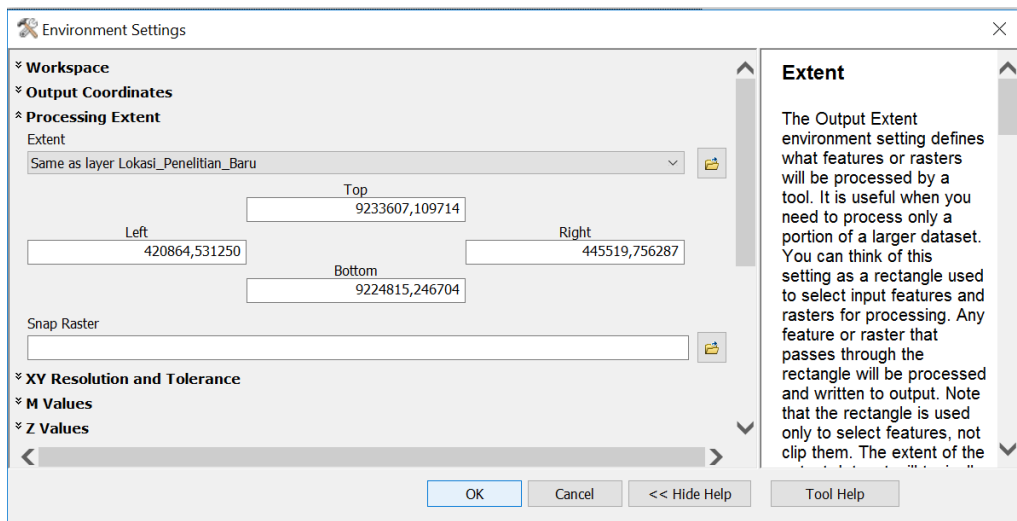 Environment Settings
Workspace
Output Coordinates
Processing Extent
Extent
Same as layer Lokasi_Penelitian_Baru
Top
9233607,109714
Left
Right
420864,531250
445519,756287
Bottom
9224815,246704
Snap Raster
XY Resolution and Tolerance
M Values
Z Values
Extent
The Output Extent
environment setting defines
what features or rasters
will be processed by a
tool. It is useful when you
need to process only a
portion of a larger dataset.
You can think of this
setting as a rectangle used
to select input features and
rasters for processing. Any
feature or raster that
passes through the
rectangle will be processed
and written to output. Note
that the rectangle is used
only to select features, not
clip them. The extent of the
OK
Cancel
<< Hide Help
Tool Help